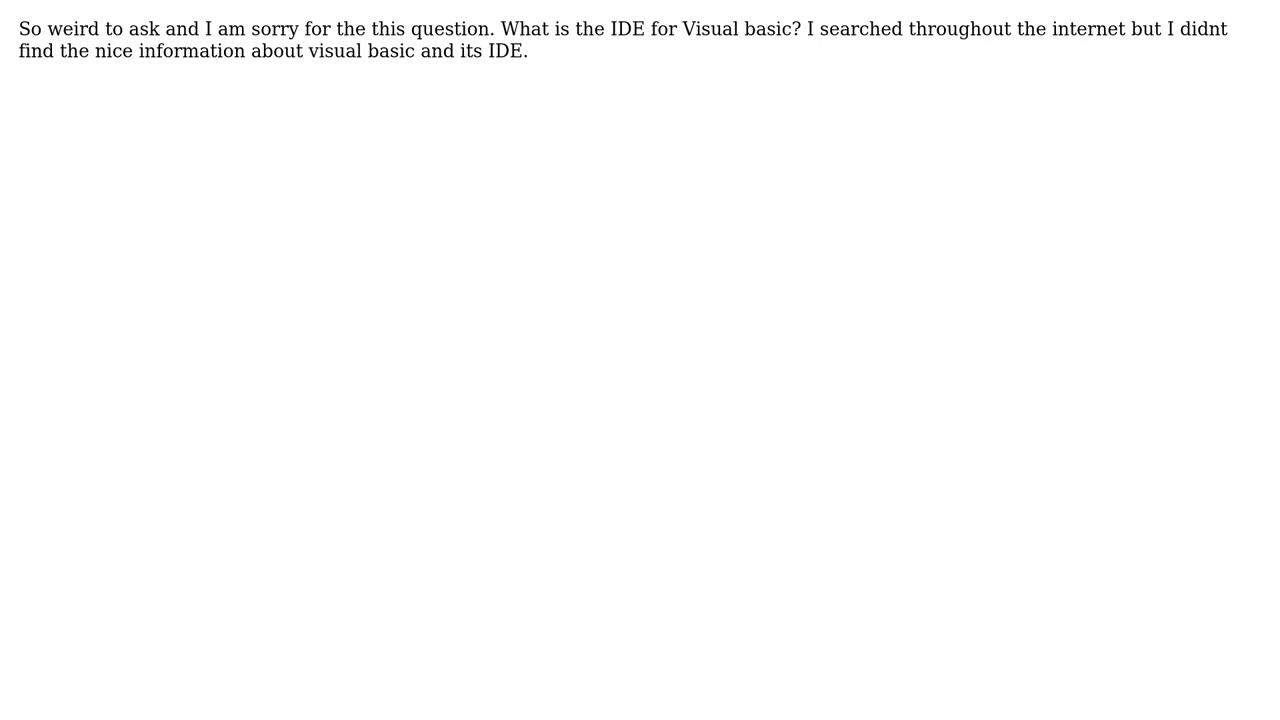 So weird to ask and I am sorry for the this question. What is the IDE for Visual basic? I searched throughout the internet but I didnt
find the nice information about visual basic and its IDE.